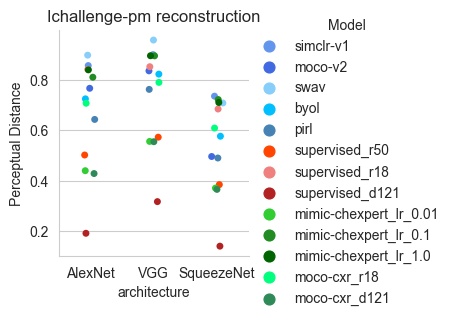 Ichallenge-pm reconstruction
Perceptual Distance
0.8
0.6
0.4
0.2
AlexNet
VGG
SqueezeNet
architecture
Model
simclr-v1
moco-v2
swav
byol
pirl
supervised_r50
supervised_r18
supervised_d121
mimic-chexpert_lr_0.01
mimic-chexpert_lr_0.1
mimic-chexpert_lr_1.0
moco-cxr_r18
moco-cxr_d121